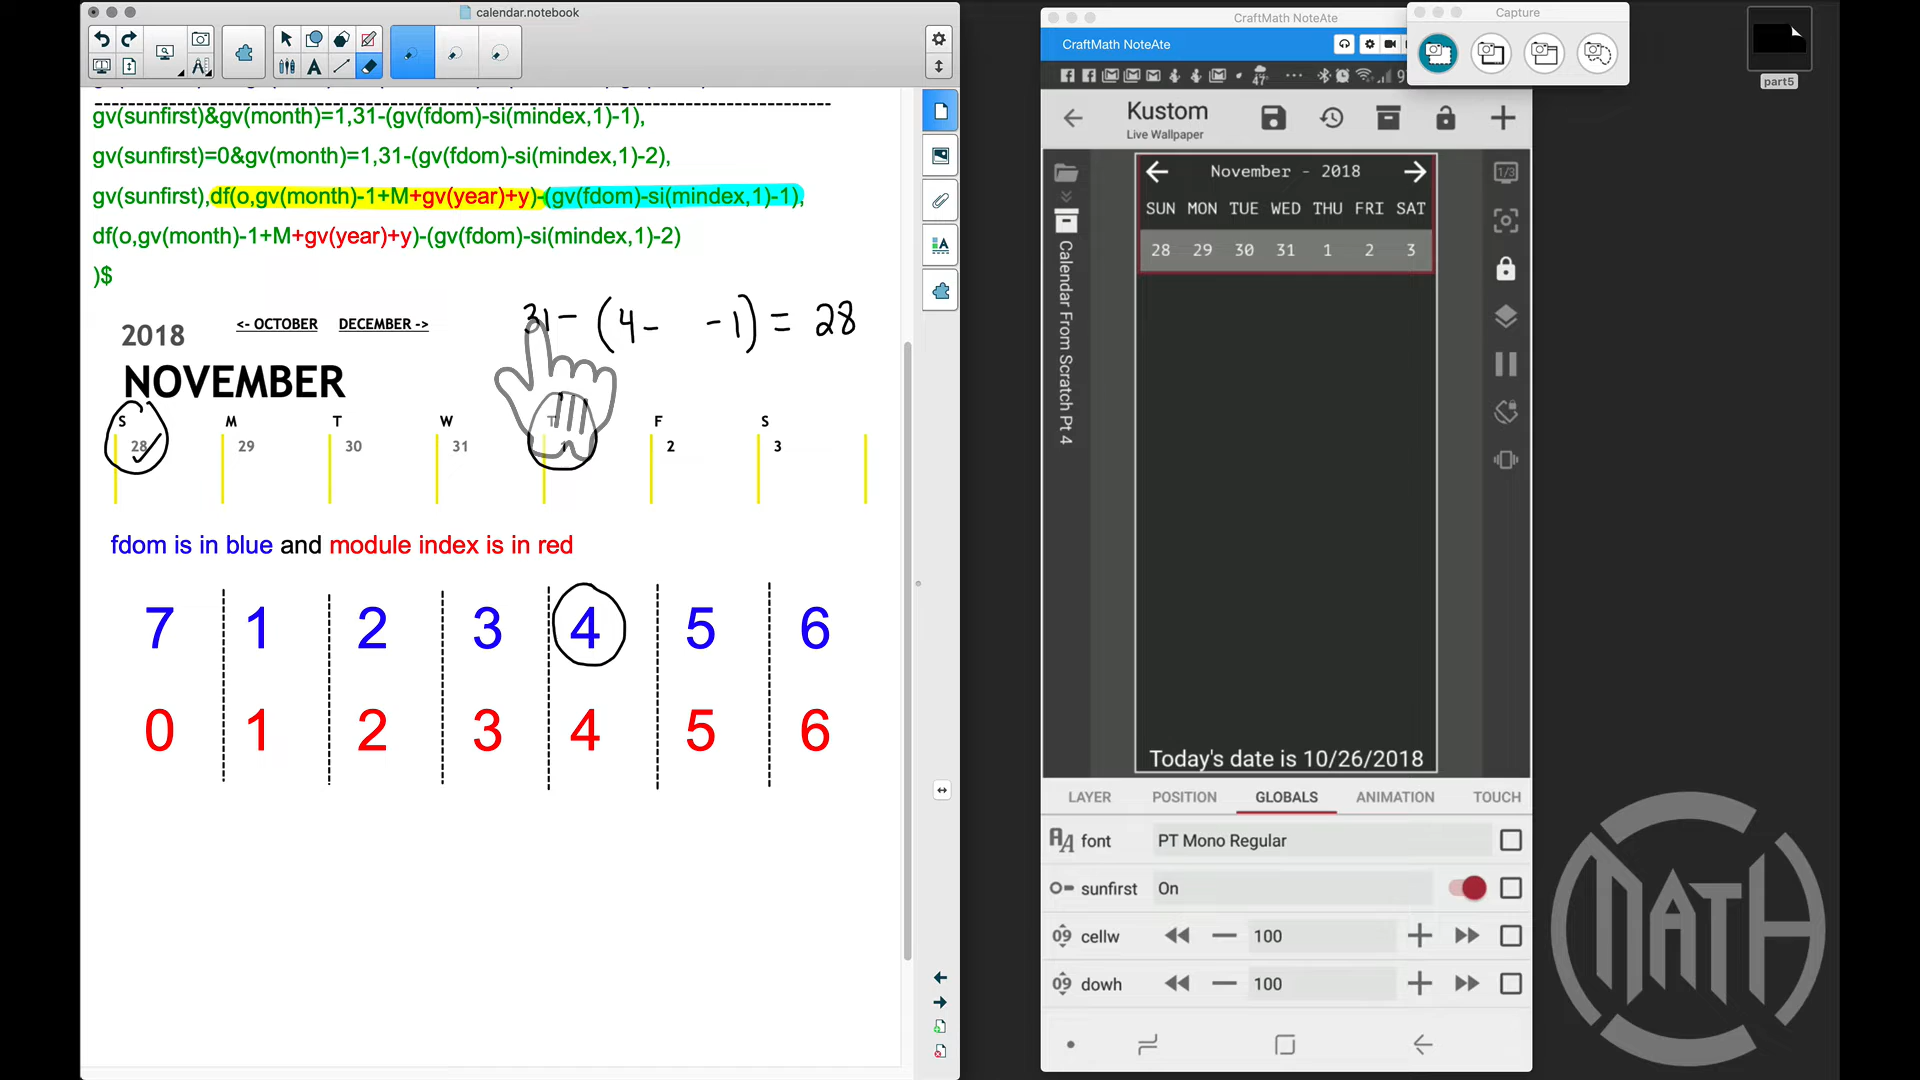 calendar.notebook
gv(sunfirst)&gv(month)=1,31-(gv(fdom)-si(mindex,1)-1),
gv(sunfirst)=0&gv(month)=1,31-(gv(fdom)-si(mindex,1)-2),
gv(sunfirst),df(o,gv(month)-1+M+gv(year)+y)-(gv(fdom)-si(mindex,1)-1),
df(o,gv(month)-1+M+gv(year)+y)-(gv(fdom)-si(mindex,1)-2)
)$
31 - (4 - -1) = 28
2018 <- OCTOBER DECEMBER ->
NOVEMBER
S M T W T F S
28 29 30 31 1 2 3
fdom is in blue and module index is in red
7 1 2 3 4 5 6
0 1 2 3 4 5 6
CraftMath NoteAte
CraftMath NoteAte
Capture
part5
Kustom
Live Wallpaper
1/3
November - 2018
SUN MON TUE WED THU FRI SAT
28 29 30 31 1 2 3
Calendar From Scratch Pt 4
Today's date is 10/26/2018
LAYER POSITION GLOBALS ANIMATION TOUCH
font PT Mono Regular
sunfirst On
09 cellw 100
09 dowh 100
MATH